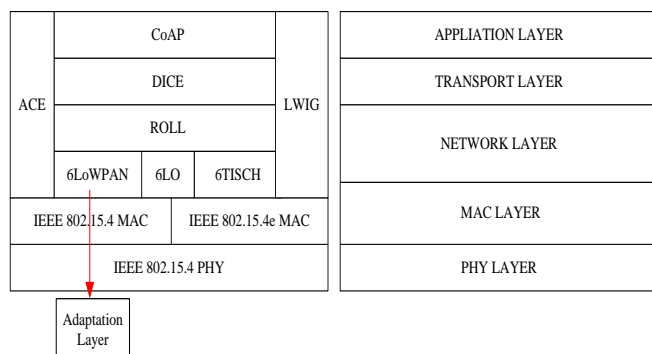 CoAP
APPLIATION LAYER
DICE
TRANSPORT LAYER
ACE
LWIG
ROLL
NETWORK LAYER
6LoWPAN
6LO
6TISCH
IEEE 802.15.4 MAC
IEEE 802.15.4e MAC
MAC LAYER
IEEE 802.15.4 PHY
PHY LAYER
Adaptation
Layer